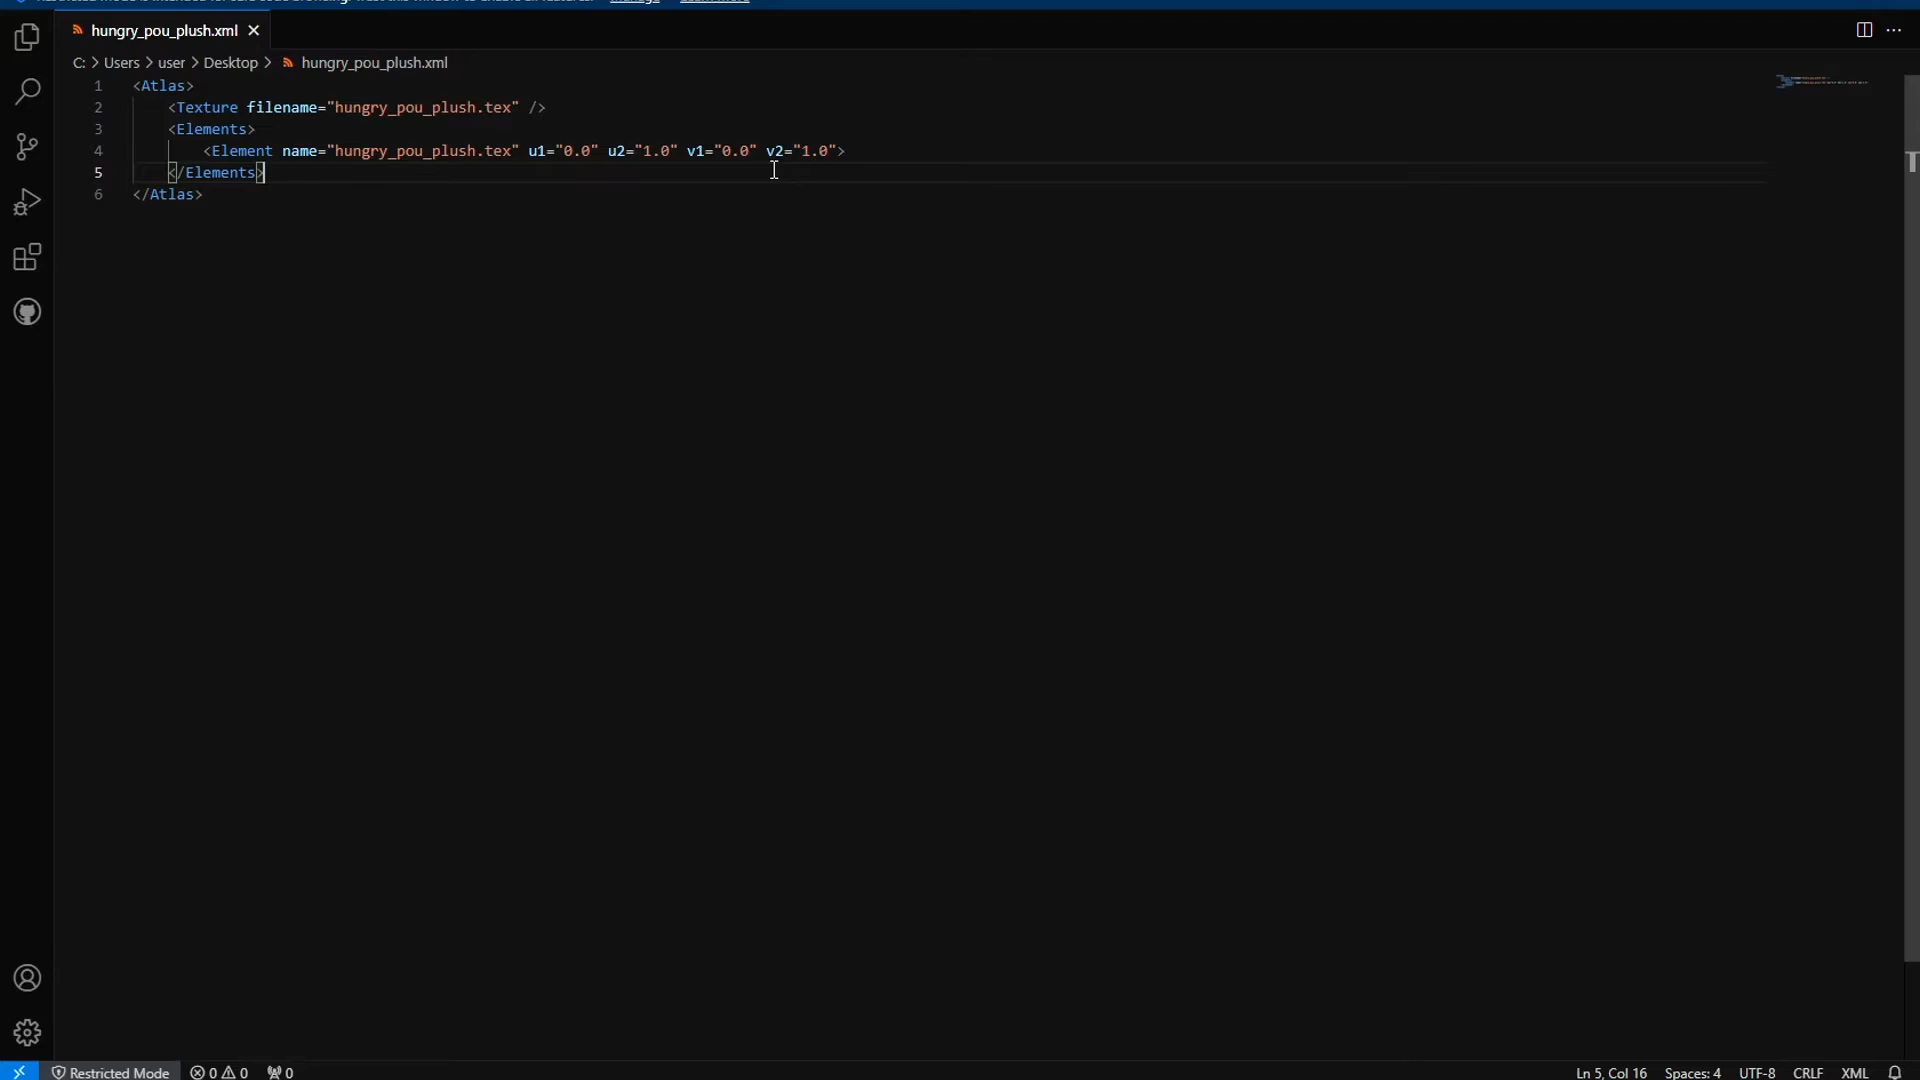 hungry_pou_plush.xml
C: > Users > user > Desktop > hungry_pou_plush.xml
1 <Atlas>
2 <Texture filename="hungry_pou_plush.tex" />
3 <Elements>
4 <Element name="hungry_pou_plush.tex" u1="0.0" u2="1.0" v1="0.0" v2="1.0">
5 </Elements>
6 </Atlas>
Restricted Mode 0 0 0 Ln 5, Col 16 Spaces: 4 UTF-8 CRLF XML